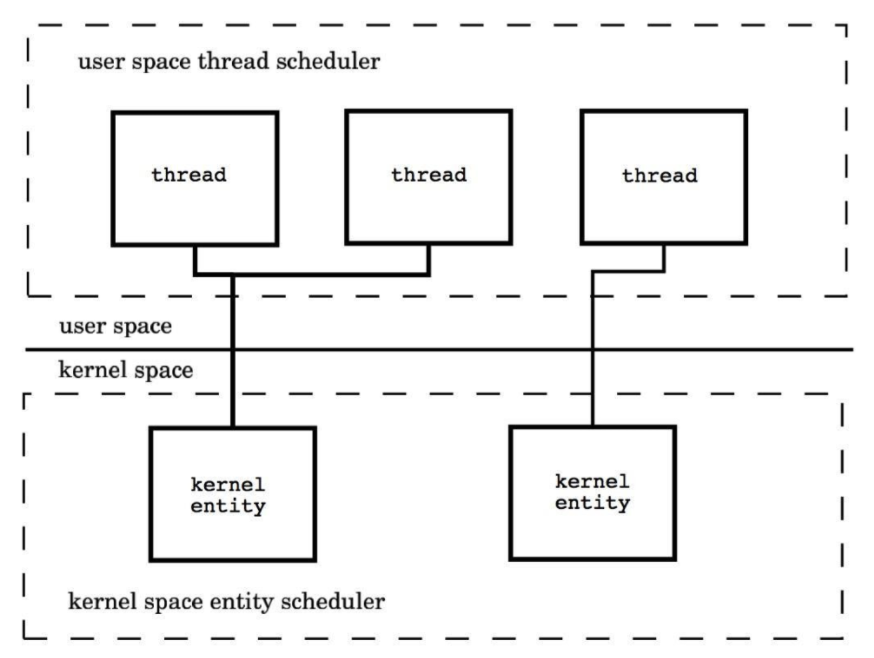 user space thread scheduler
thread
thread
thread
user space
kernel space
kernel
entity
kernel
entity
kernel space entity scheduler